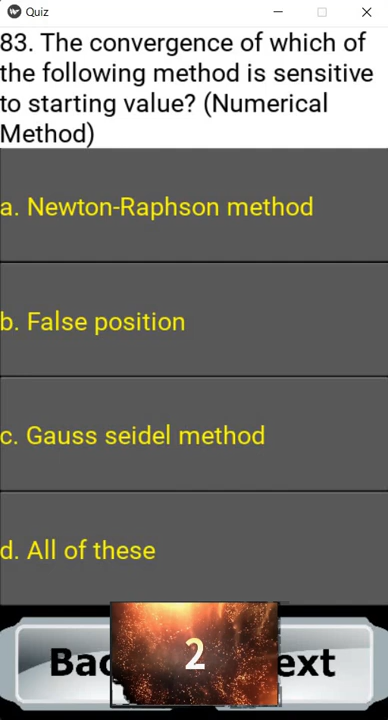 Quiz
83. The convergence of which of
the following method is sensitive
to starting value? (Numerical
Method)
a. Newton-Raphson method
b. False position
c. Gauss seidel method
d. All of these
2